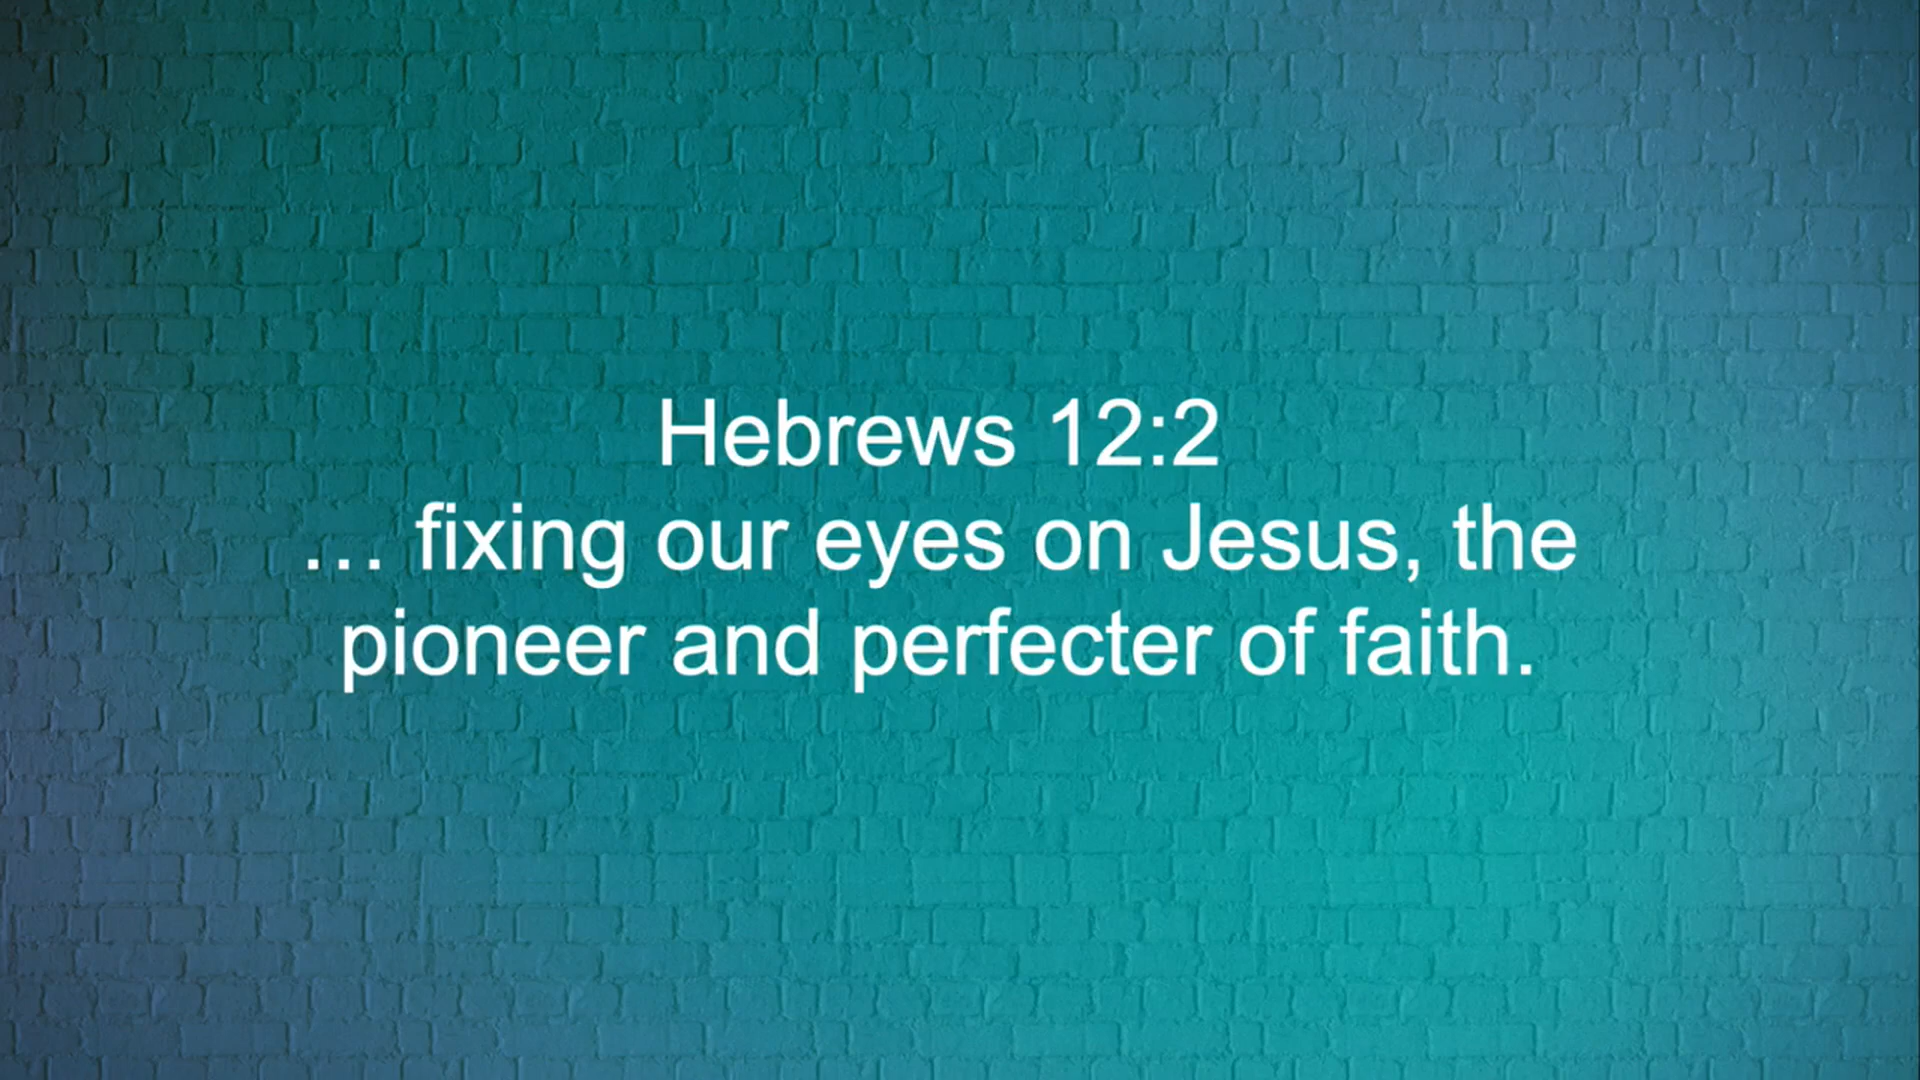 Hebrews 12:2
… fixing our eyes on Jesus, the
pioneer and perfecter of faith.